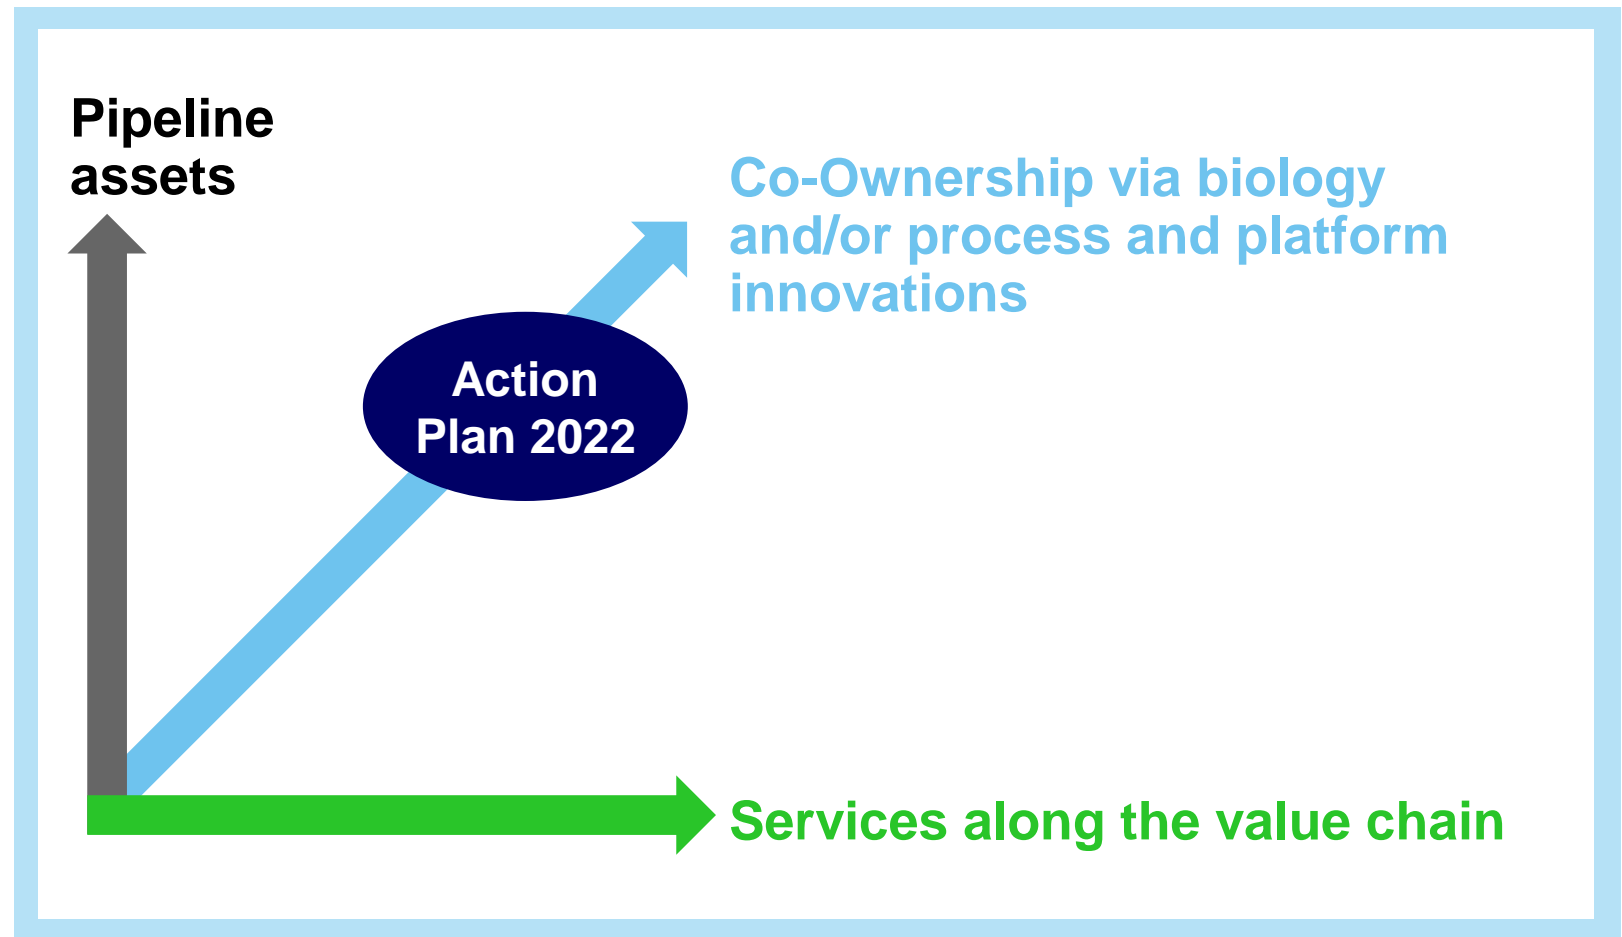 Pipeline
assets
Co-Ownership via biology
and/or process and platform
innovations
Action
Plan 2022
Services along the value chain